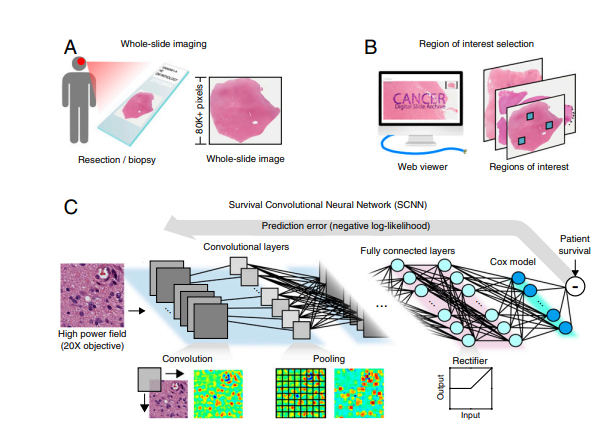 A
Whole-slide imaging
80K+ pixels
Resection / biopsy
Whole-slide image
B
Region of interest selection
CANCER
Digital Slide Archive
Web viewer
Regions of interest
C
Survival Convolutional Neural Network (SCNN)
Prediction error (negative log-likelihood)
Patient
survival
Convolutional layers
Fully connected layers
Cox model
...
-
High power field
(20X objective)
Convolution
Pooling
Rectifier
Output
Input